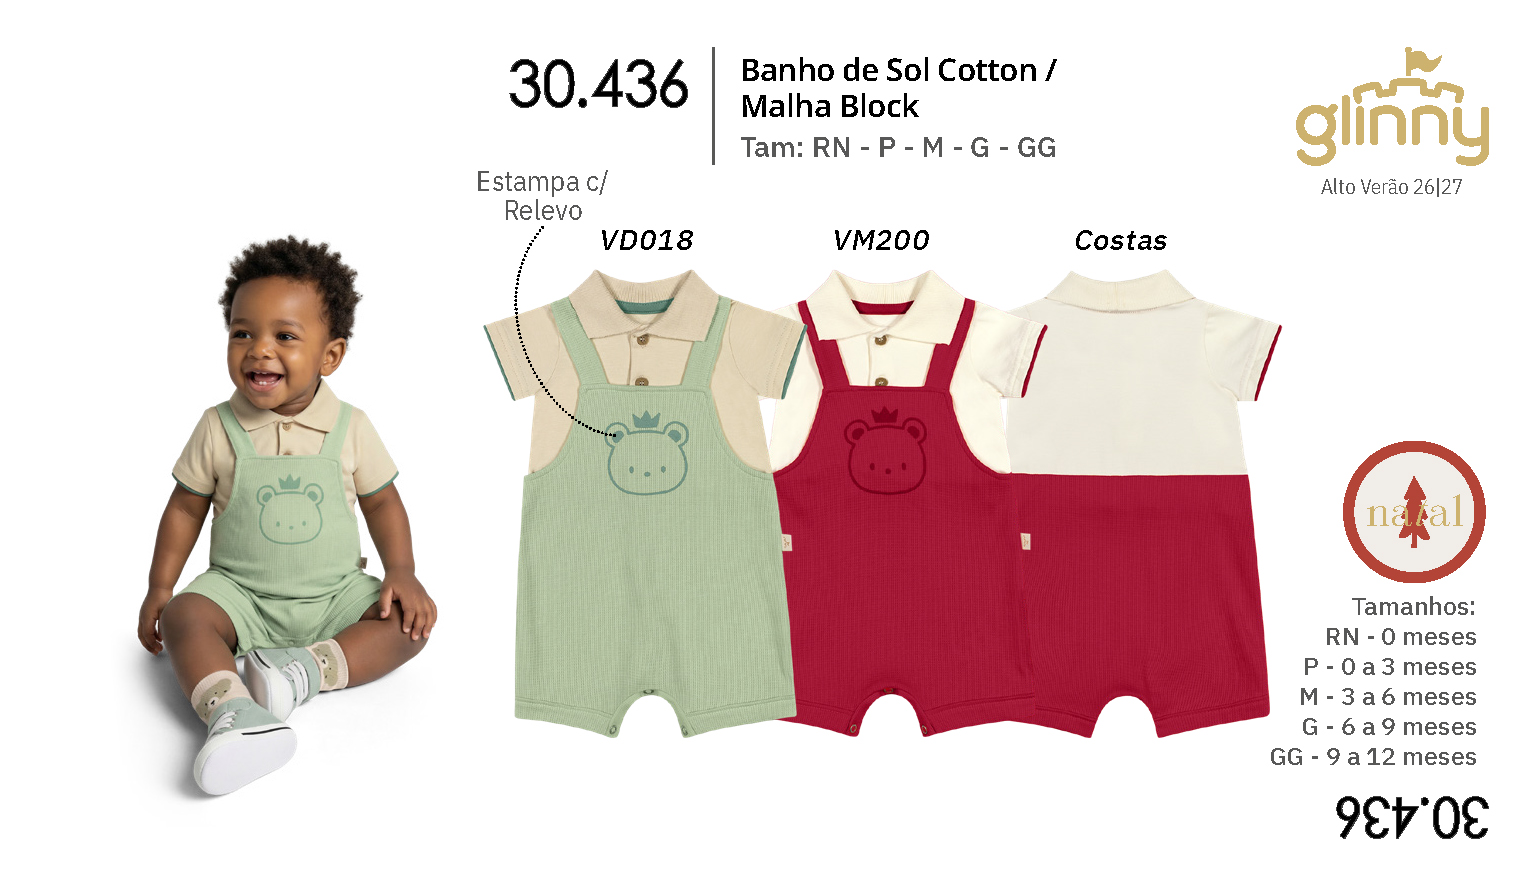 30.436
Banho de Sol Cotton /
Malha Block
Tam: RN - P - M - G - GG
glinny
Alto Verão 26|27
Estampa c/
Relevo
VD018
VM200
Costas
natal
Tamanhos:
RN - 0 meses
P - 0 a 3 meses
M - 3 a 6 meses
G - 6 a 9 meses
GG - 9 a 12 meses
30.436